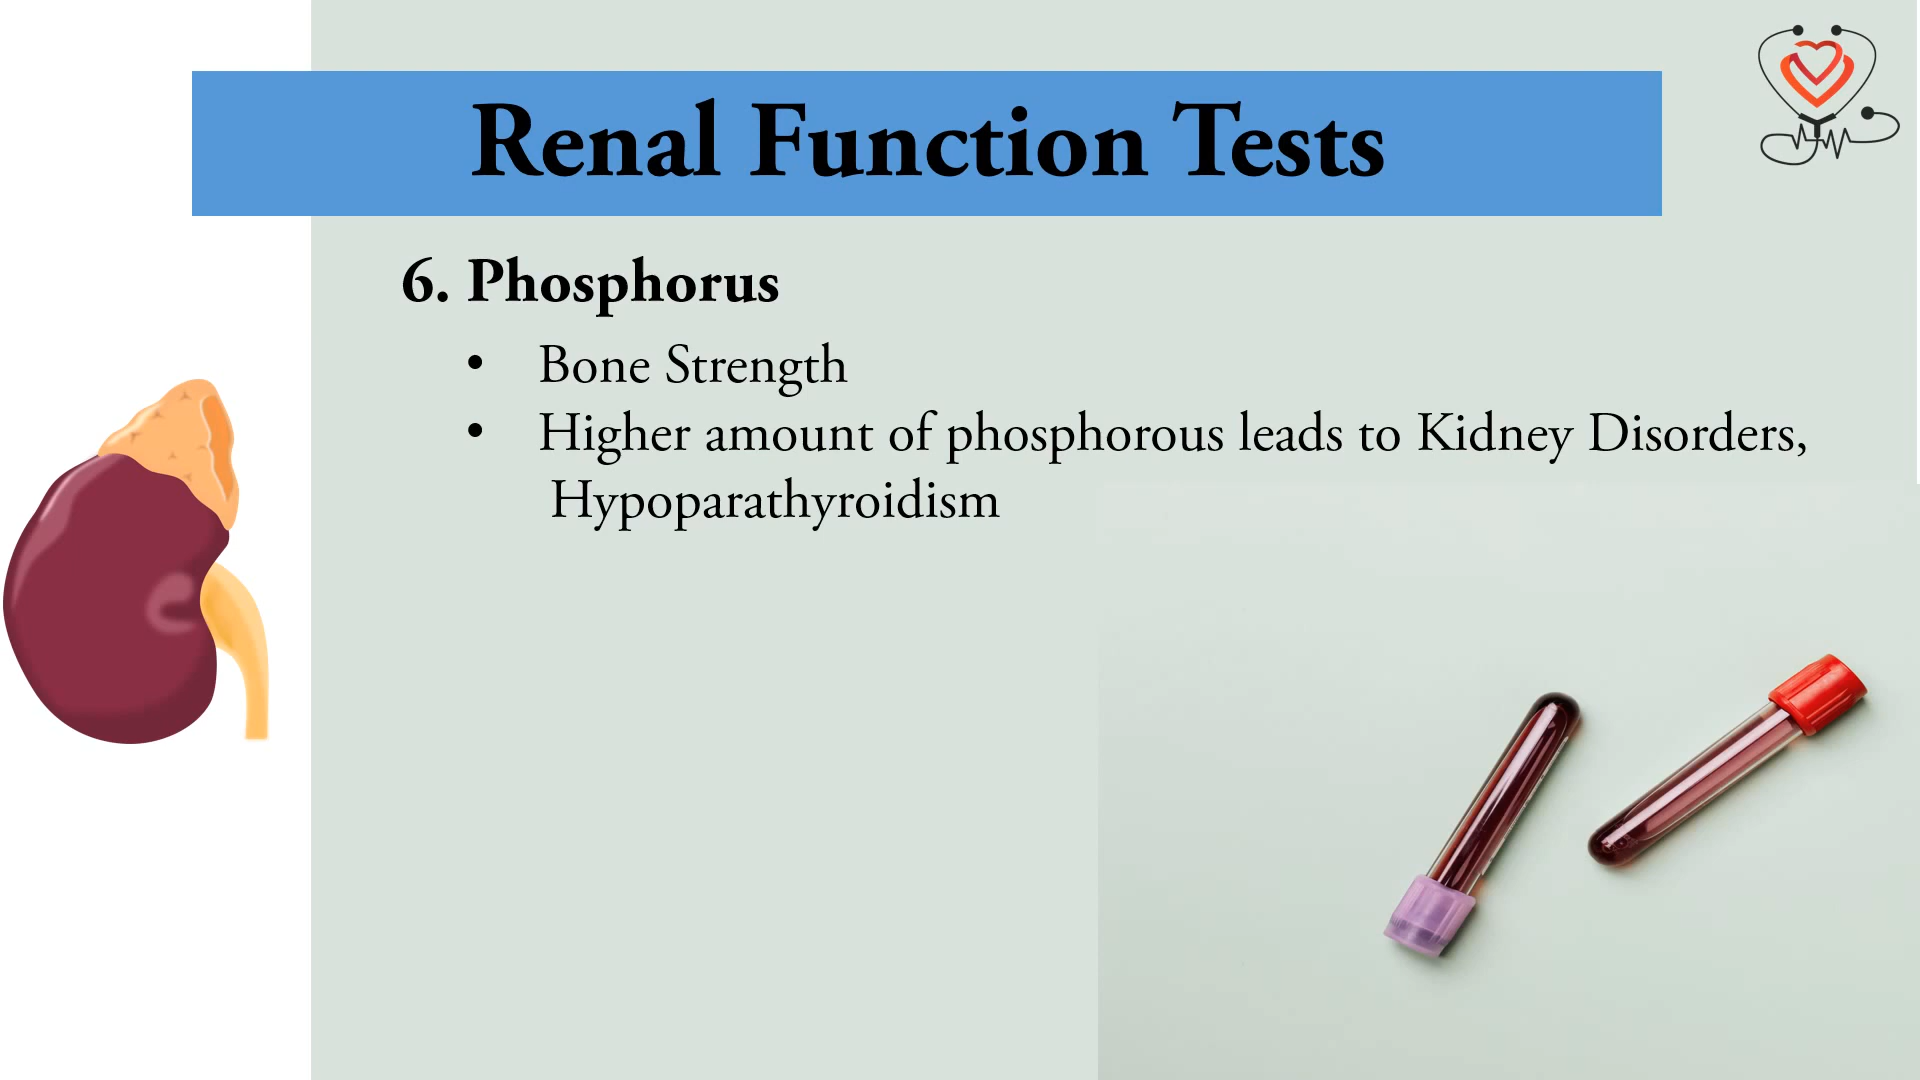 Renal Function Tests
6. Phosphorus
• Bone Strength
• Higher amount of phosphorous leads to Kidney Disorders,
Hypoparathyroidism